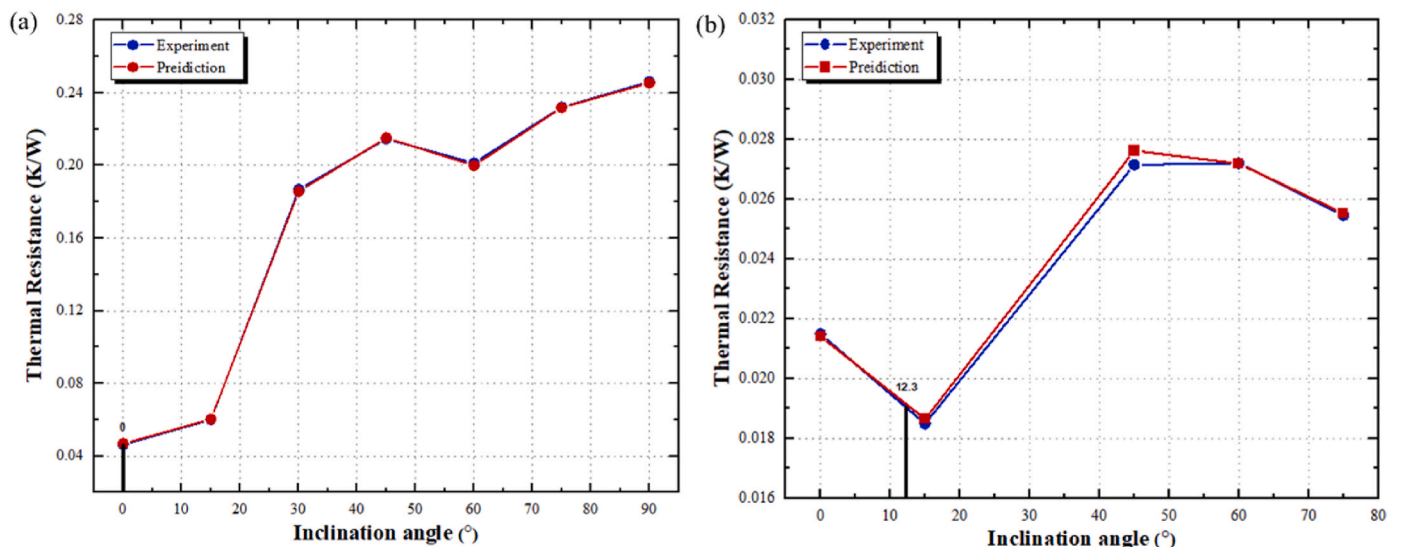 (a)
0.28
0.24
0.20
0.16
0.12
0.08
0.04
Thermal Resistance (K/W)
Experiment
Preidiction
0
0 10 20 30 40 50 60 70 80 90
Inclination angle (°)
(b)
0.032
0.030
0.028
0.026
0.024
0.022
0.020
0.018
0.016
Thermal Resistance (K/W)
Experiment
Preidiction
12.3
0 10 20 30 40 50 60 70 80
Inclination angle (°)